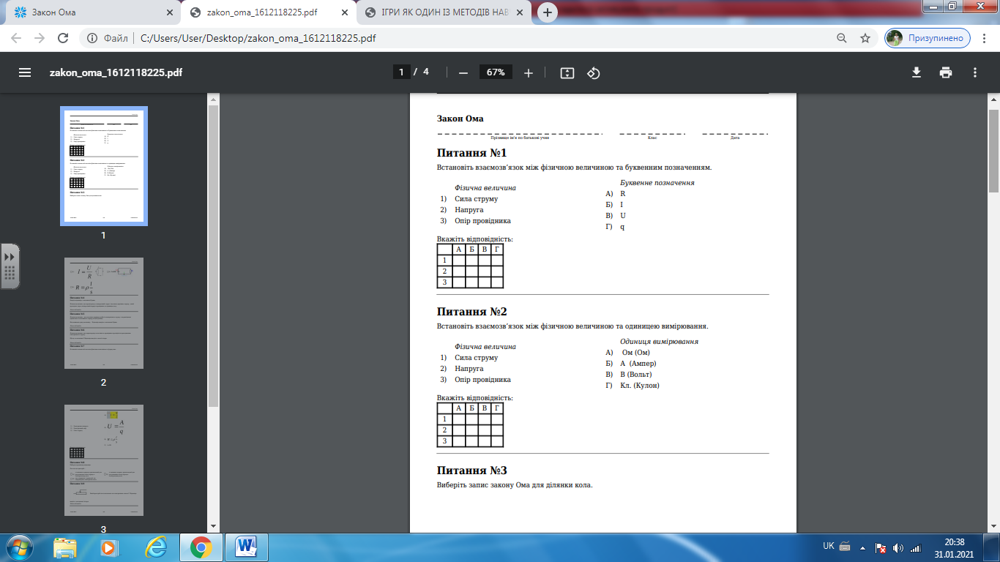 Закон Ома
zakon_oma_1612118225.pdf
ІГРИ ЯК ОДИН ІЗ МЕТОДІВ НАВ
Файл
C:/Users/User/Desktop/zakon_oma_1612118225.pdf
Призупинено
zakon_oma_1612118225.pdf
1 / 4
67%
1
2
3
Закон Ома
Прізвище ім'я по батькові учня
Клас
Дата
Питання №1
Встановіть взаємозв'язок між фізичною величиною та буквенним позначенням.
Фізична величина
1) Сила струму
2) Напруга
3) Опір провідника
Буквенне позначення
А) R
Б) I
В) U
Г) q
Вкажіть відповідність:
А Б В Г
1
2
3
Питання №2
Встановіть взаємозв'язок між фізичною величиною та одиницею вимірювання.
Фізична величина
1) Сила струму
2) Напруга
3) Опір провідника
Одиниця вимірювання
А) Ом (Ом)
Б) А (Ампер)
В) В (Вольт)
Г) Кл. (Кулон)
Вкажіть відповідність:
А Б В Г
1
2
3
Питання №3
Виберіть запис закону Ома для ділянки кола.
UK
20:38
31.01.2021